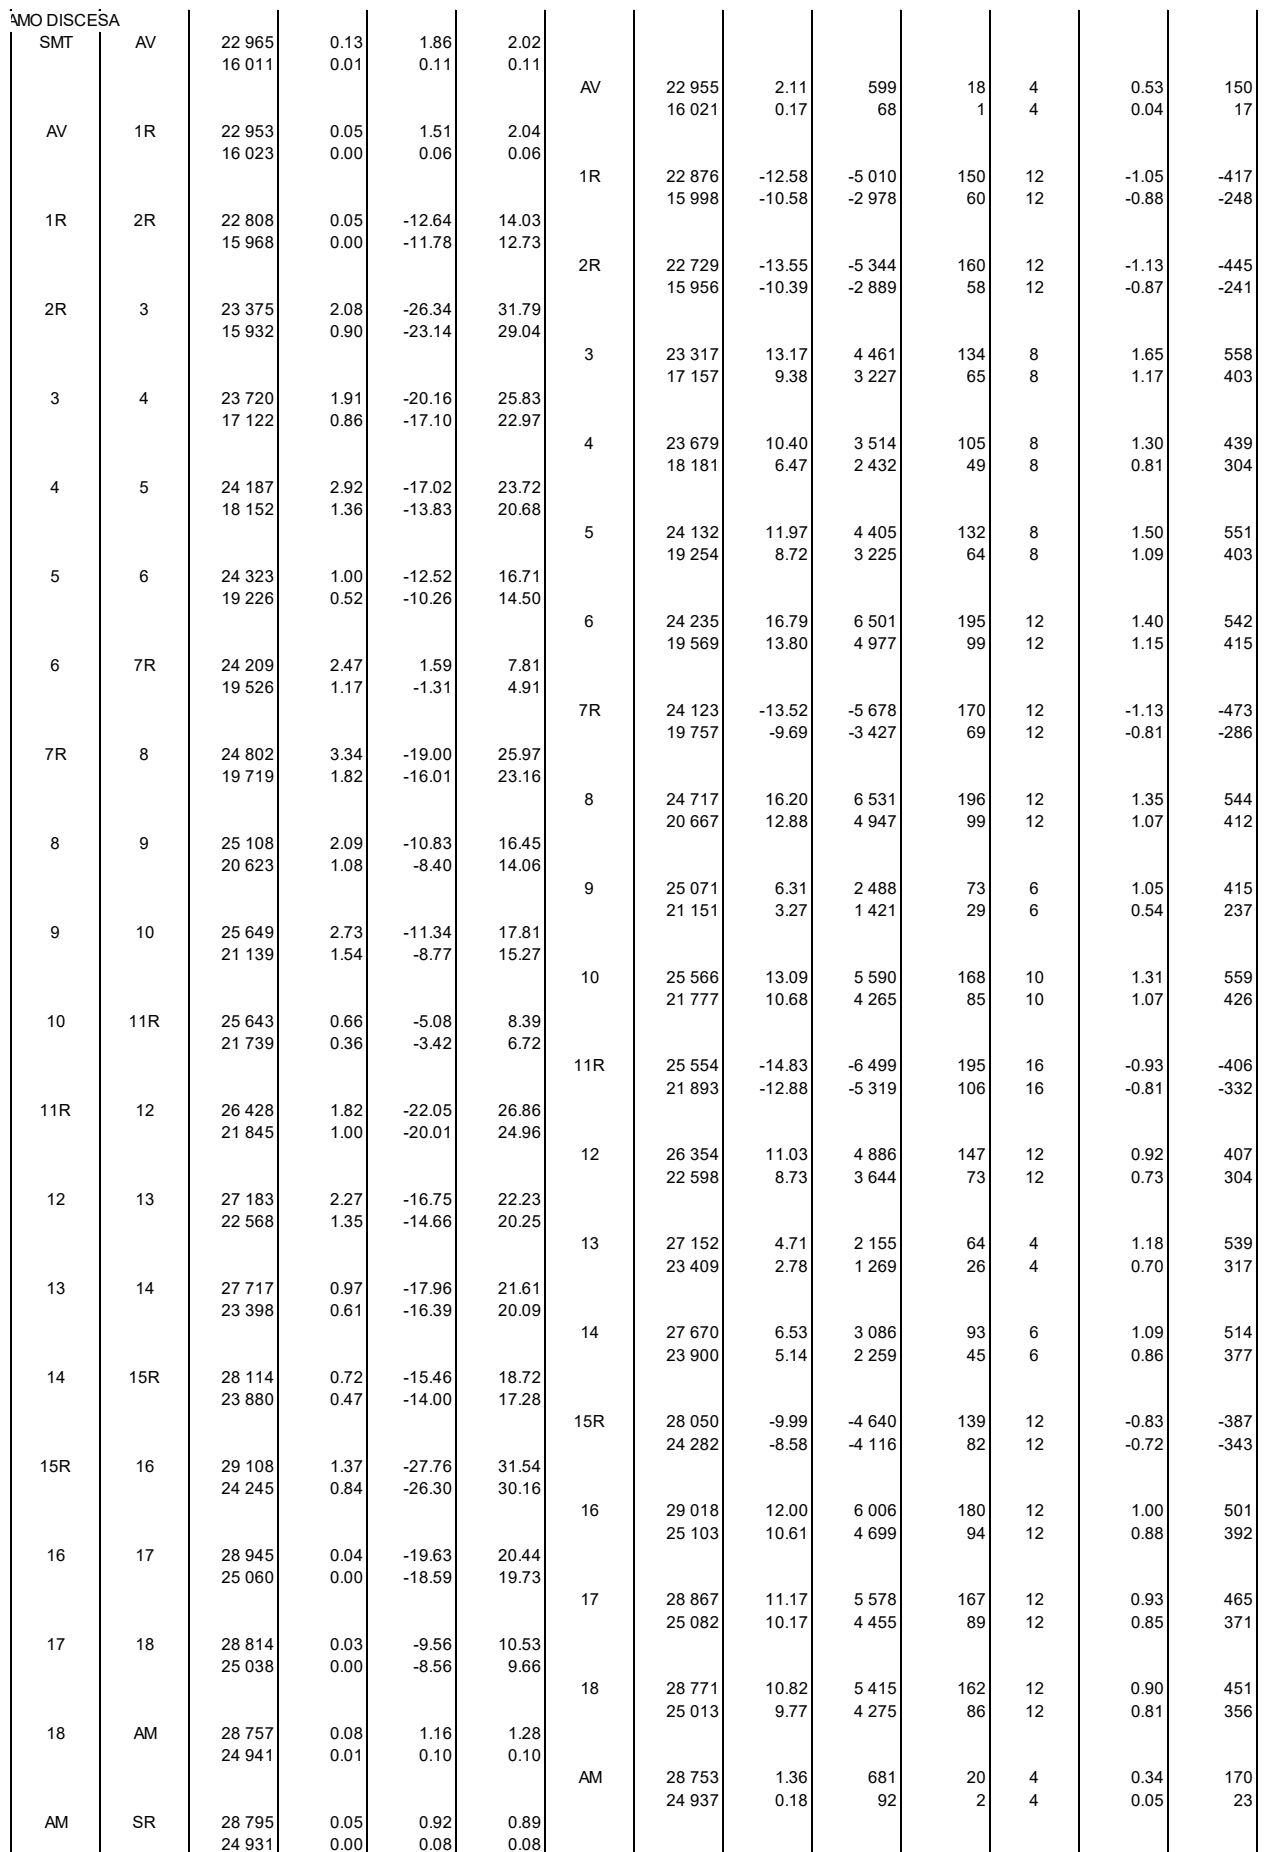 AMO DISCESA
SMT AV 22 965 0.13 1.86 2.02
16 011 0.01 0.11 0.11
AV 22 955 2.11 599 18 4 0.53 150
16 021 0.17 68 1 4 0.04 17
AV 1R 22 953 0.05 1.51 2.04
16 023 0.00 0.06 0.06
1R 22 876 -12.58 -5 010 150 12 -1.05 -417
15 998 -10.58 -2 978 60 12 -0.88 -248
1R 2R 22 808 0.05 -12.64 14.03
15 968 0.00 -11.78 12.73
2R 22 729 -13.55 -5 344 160 12 -1.13 -445
15 956 -10.39 -2 889 58 12 -0.87 -241
2R 3 23 375 2.08 -26.34 31.79
15 932 0.90 -23.14 29.04
3 23 317 13.17 4 461 134 8 1.65 558
17 157 9.38 3 227 65 8 1.17 403
3 4 23 720 1.91 -20.16 25.83
17 122 0.86 -17.10 22.97
4 23 679 10.40 3 514 105 8 1.30 439
18 181 6.47 2 432 49 8 0.81 304
4 5 24 187 2.92 -17.02 23.72
18 152 1.36 -13.83 20.68
5 24 132 11.97 4 405 132 8 1.50 551
19 254 8.72 3 225 64 8 1.09 403
5 6 24 323 1.00 -12.52 16.71
19 226 0.52 -10.26 14.50
6 24 235 16.79 6 501 195 12 1.40 542
19 569 13.80 4 977 99 12 1.15 415
6 7R 24 209 2.47 1.59 7.81
19 526 1.17 -1.31 4.91
7R 24 123 -13.52 -5 678 170 12 -1.13 -473
19 757 -9.69 -3 427 69 12 -0.81 -286
7R 8 24 802 3.34 -19.00 25.97
19 719 1.82 -16.01 23.16
8 24 717 16.20 6 531 196 12 1.35 544
20 667 12.88 4 947 99 12 1.07 412
8 9 25 108 2.09 -10.83 16.45
20 623 1.08 -8.40 14.06
9 25 071 6.31 2 488 73 6 1.05 415
21 151 3.27 1 421 29 6 0.54 237
9 10 25 649 2.73 -11.34 17.81
21 139 1.54 -8.77 15.27
10 25 566 13.09 5 590 168 10 1.31 559
21 777 10.68 4 265 85 10 1.07 426
10 11R 25 643 0.66 -5.08 8.39
21 739 0.36 -3.42 6.72
11R 25 554 -14.83 -6 499 195 16 -0.93 -406
21 893 -12.88 -5 319 106 16 -0.81 -332
11R 12 26 428 1.82 -22.05 26.86
21 845 1.00 -20.01 24.96
12 26 354 11.03 4 886 147 12 0.92 407
22 598 8.73 3 644 73 12 0.73 304
12 13 27 183 2.27 -16.75 22.23
22 568 1.35 -14.66 20.25
13 27 152 4.71 2 155 64 4 1.18 539
23 409 2.78 1 269 26 4 0.70 317
13 14 27 717 0.97 -17.96 21.61
23 398 0.61 -16.39 20.09
14 27 670 6.53 3 086 93 6 1.09 514
23 900 5.14 2 259 45 6 0.86 377
14 15R 28 114 0.72 -15.46 18.72
23 880 0.47 -14.00 17.28
15R 28 050 -9.99 -4 640 139 12 -0.83 -387
24 282 -8.58 -4 116 82 12 -0.72 -343
15R 16 29 108 1.37 -27.76 31.54
24 245 0.84 -26.30 30.16
16 29 018 12.00 6 006 180 12 1.00 501
25 103 10.61 4 699 94 12 0.88 392
16 17 28 945 0.04 -19.63 20.44
25 060 0.00 -18.59 19.73
17 28 867 11.17 5 578 167 12 0.93 465
25 082 10.17 4 455 89 12 0.85 371
17 18 28 814 0.03 -9.56 10.53
25 038 0.00 -8.56 9.66
18 28 771 10.82 5 415 162 12 0.90 451
25 013 9.77 4 275 86 12 0.81 356
18 AM 28 757 0.08 1.16 1.28
24 941 0.01 0.10 0.10
AM 28 753 1.36 681 20 4 0.34 170
24 937 0.18 92 2 4 0.05 23
AM SR 28 795 0.05 0.92 0.89
24 931 0.00 0.08 0.08